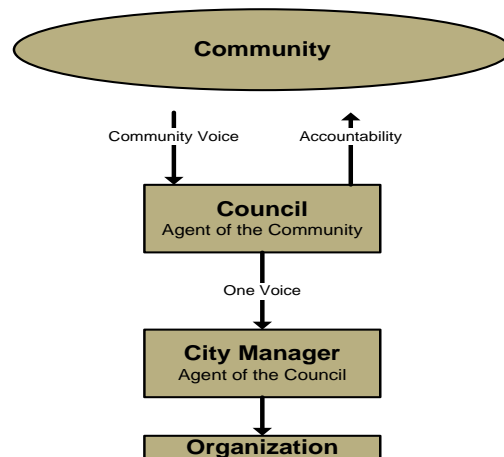 Community
Community Voice
Accountability
Council
Agent of the Community
One Voice
City Manager
Agent of the Council
Organization